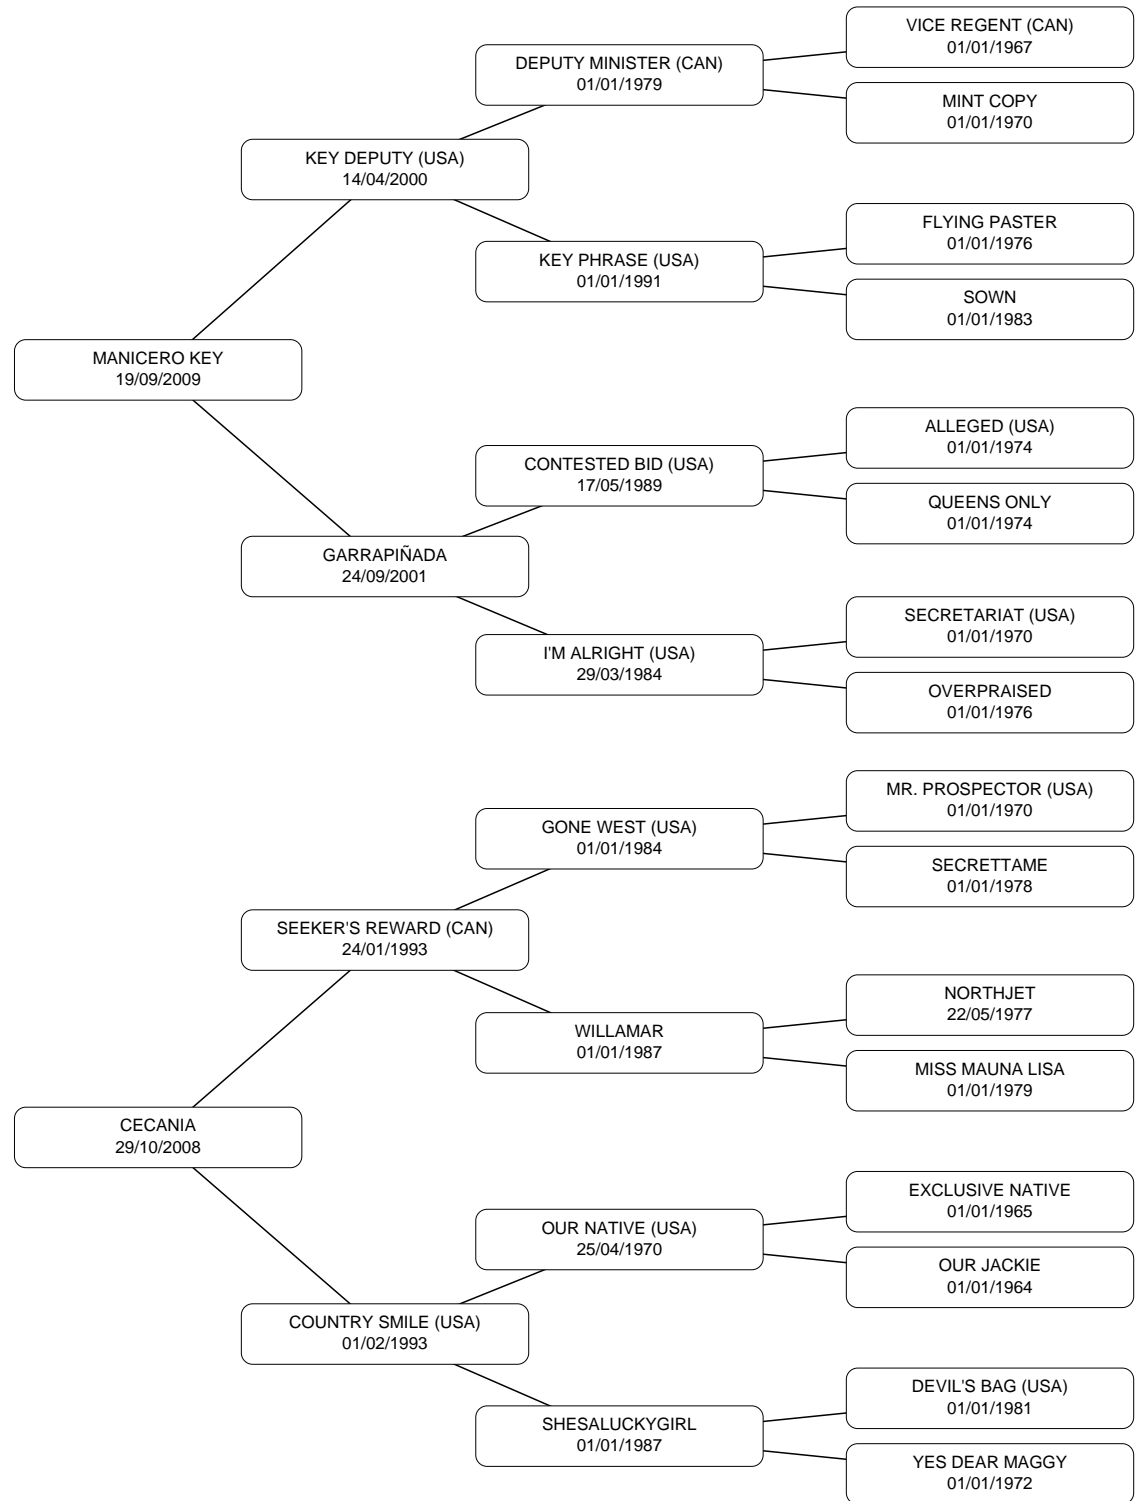 VICE REGENT (CAN)
01/01/1967
DEPUTY MINISTER (CAN)
01/01/1979
MINT COPY
01/01/1970
KEY DEPUTY (USA)
14/04/2000
FLYING PASTER
01/01/1976
KEY PHRASE (USA)
01/01/1991
SOWN
01/01/1983
MANICERO KEY
19/09/2009
ALLEGED (USA)
01/01/1974
CONTESTED BID (USA)
17/05/1989
QUEENS ONLY
01/01/1974
GARRAPIÑADA
24/09/2001
SECRETARIAT (USA)
01/01/1970
I'M ALRIGHT (USA)
29/03/1984
OVERPRAISED
01/01/1976
MR. PROSPECTOR (USA)
01/01/1970
GONE WEST (USA)
01/01/1984
SECRETTAME
01/01/1978
SEEKER'S REWARD (CAN)
24/01/1993
NORTHJET
22/05/1977
WILLAMAR
01/01/1987
MISS MAUNA LISA
01/01/1979
CECANIA
29/10/2008
EXCLUSIVE NATIVE
01/01/1965
OUR NATIVE (USA)
25/04/1970
OUR JACKIE
01/01/1964
COUNTRY SMILE (USA)
01/02/1993
DEVIL'S BAG (USA)
01/01/1981
SHESALUCKYGIRL
01/01/1987
YES DEAR MAGGY
01/01/1972